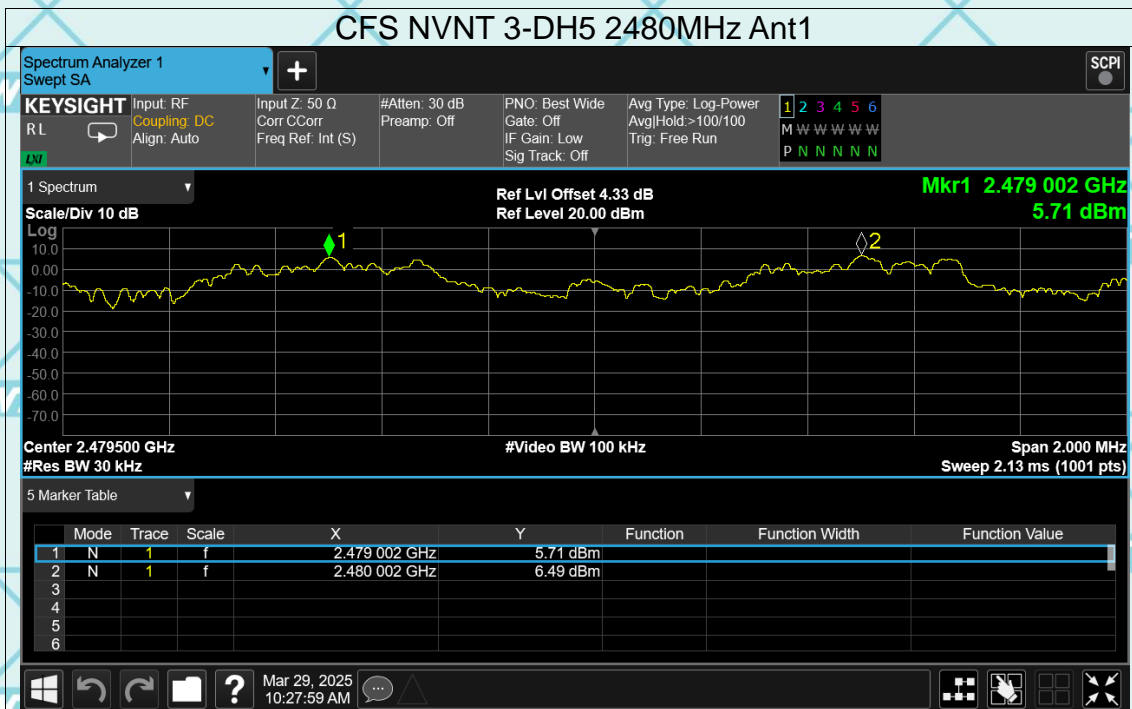 CFS NVNT 3-DH5 2480MHz Ant1
Spectrum Analyzer 1
Swept SA
+
SCPI
KEYSIGHT
RL
LXI
Input: RF
Coupling: DC
Align: Auto
Input Z: 50 Ω
Corr CCorr
Freq Ref: Int (S)
#Atten: 30 dB
Preamp: Off
PNO: Best Wide
Gate: Off
IF Gain: Low
Sig Track: Off
Avg Type: Log-Power
Avg|Hold:>100/100
Trig: Free Run
1 2 3 4 5 6
M W W W W W
P N N N N N
1 Spectrum
Scale/Div 10 dB
Ref Lvl Offset 4.33 dB
Ref Level 20.00 dBm
Mkr1 2.479 002 GHz
5.71 dBm
Log
10.0
0.00
-10.0
-20.0
-30.0
-40.0
-50.0
-60.0
-70.0
1
2
Center 2.479500 GHz
#Res BW 30 kHz
#Video BW 100 kHz
Span 2.000 MHz
Sweep 2.13 ms (1001 pts)
5 Marker Table
Mode Trace Scale X Y Function Function Width Function Value
1 N 1 f 2.479 002 GHz 5.71 dBm
2 N 1 f 2.480 002 GHz 6.49 dBm
3
4
5
6
?
Mar 29, 2025
10:27:59 AM